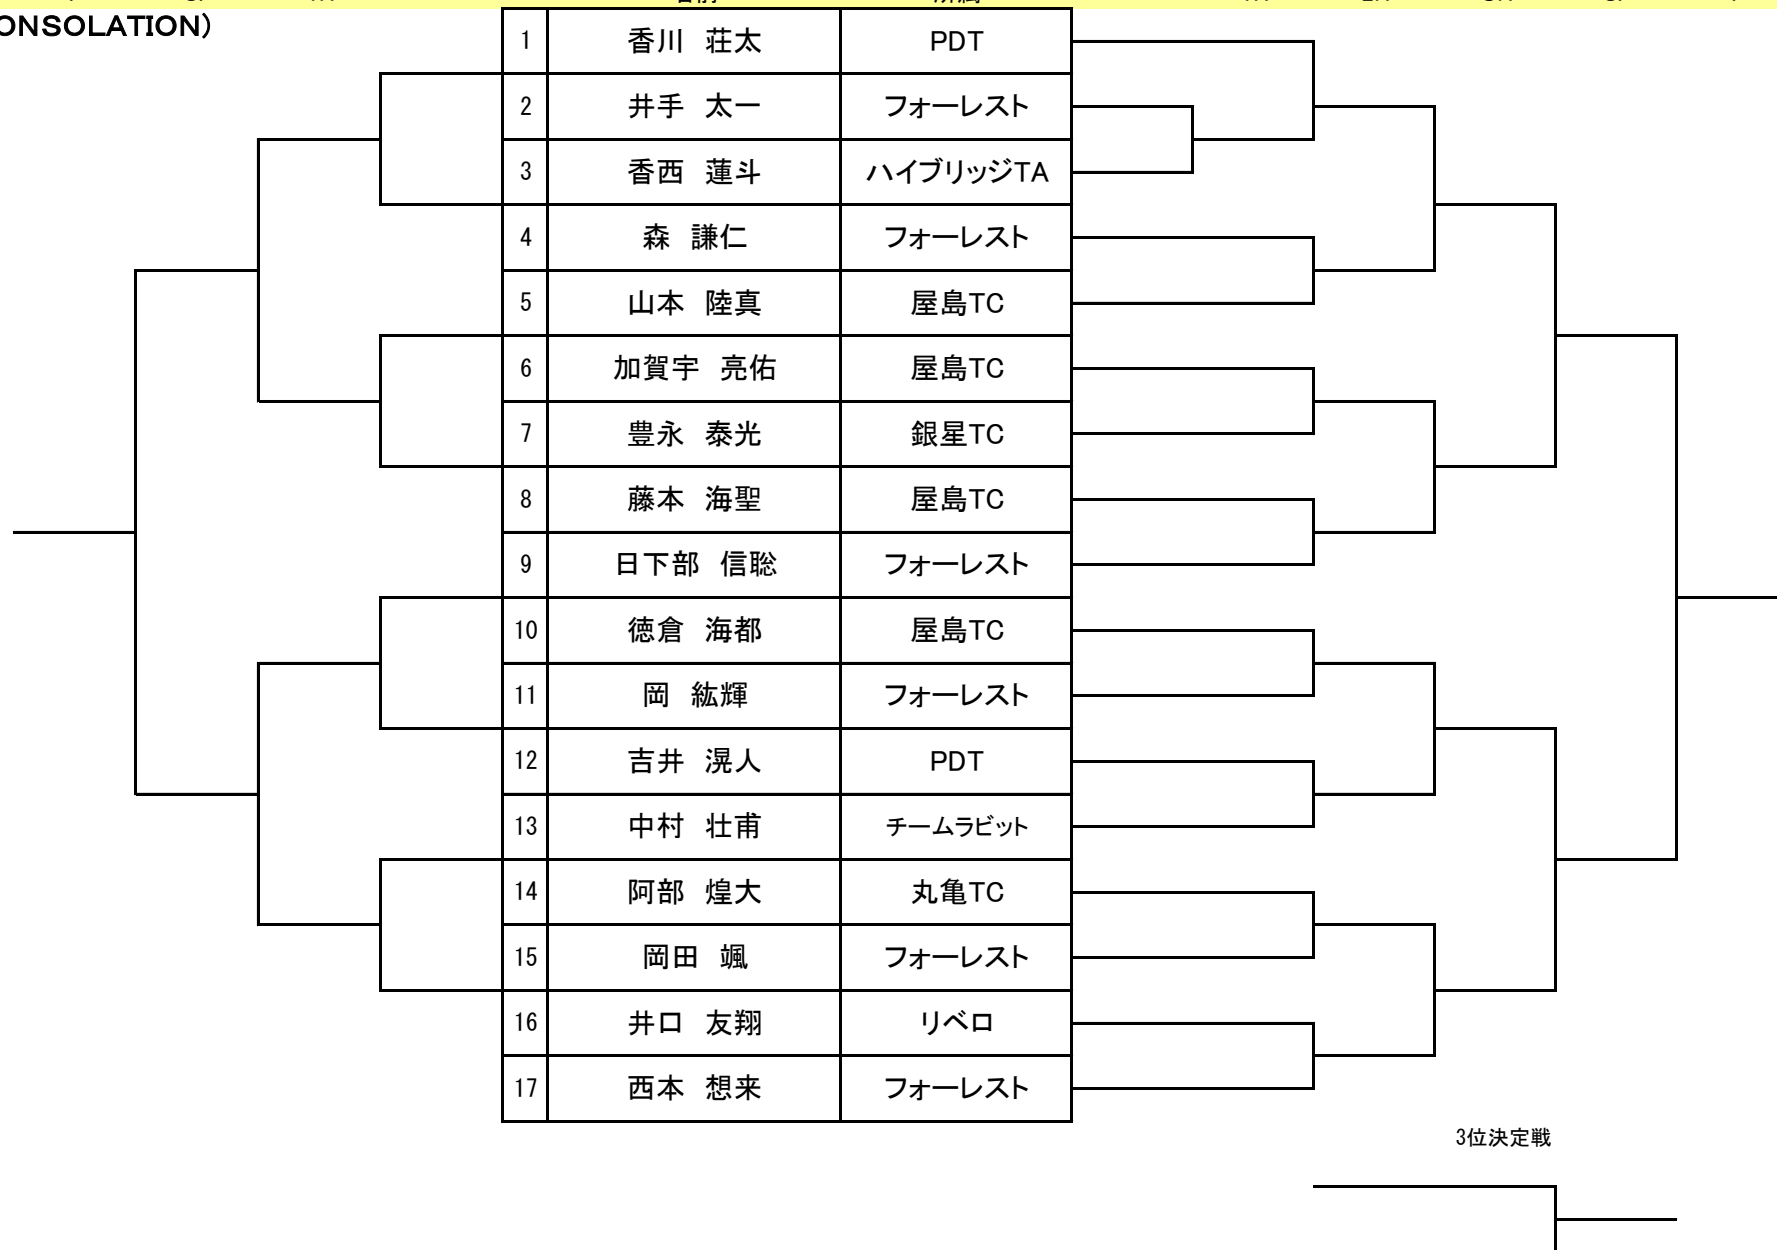 ONSOLATION)
1 香川 荘太 PDT
2 井手 太一 フォーレスト
3 香西 蓮斗 ハイブリッジTA
4 森 謙仁 フォーレスト
5 山本 陸真 屋島TC
6 加賀宇 亮佑 屋島TC
7 豊永 泰光 銀星TC
8 藤本 海聖 屋島TC
9 日下部 信聡 フォーレスト
10 徳倉 海都 屋島TC
11 岡 紘輝 フォーレスト
12 吉井 滉人 PDT
13 中村 壮甫 チームラビット
14 阿部 煌大 丸亀TC
15 岡田 颯 フォーレスト
16 井口 友翔 リベロ
17 西本 想来 フォーレスト
3位決定戦